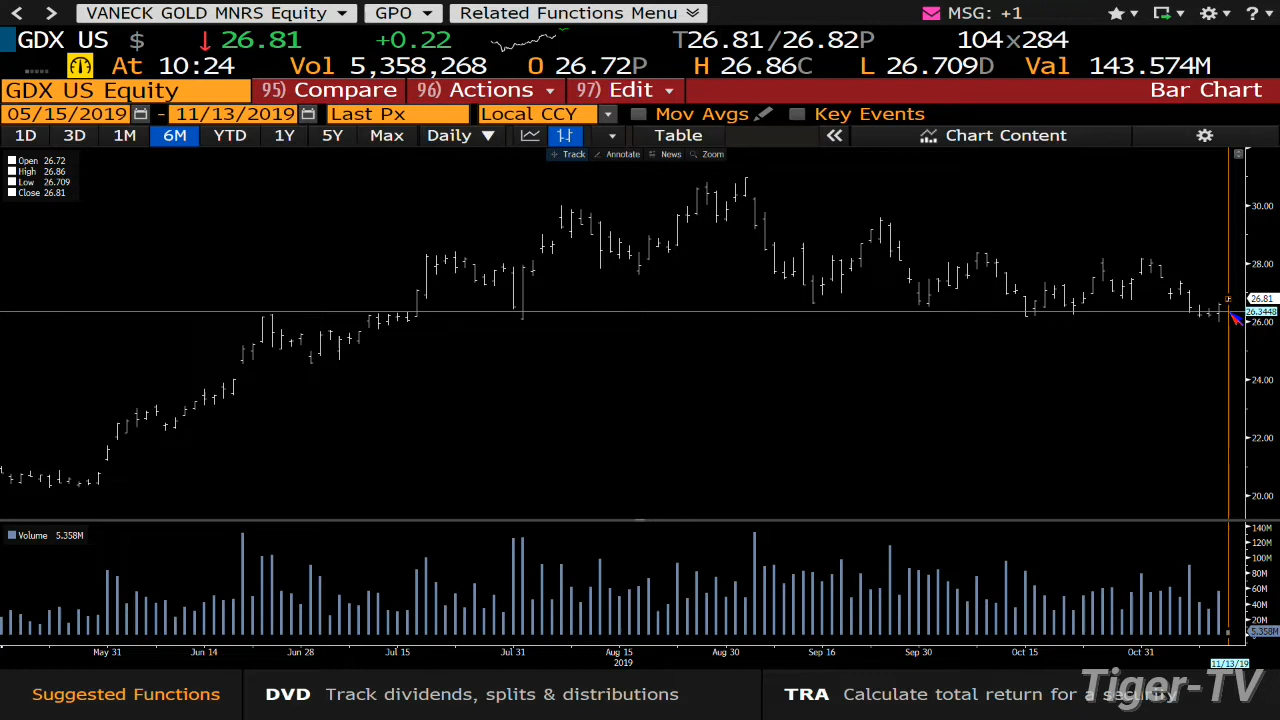 VANECK GOLD MNRS Equity GPO Related Functions Menu MSG: +1
GDX US $ 26.81 +0.22 T26.81/26.82P 104x284
At 10:24 Vol 5,358,268 O 26.72P H 26.86C L 26.709D Val 143.574M
GDX US Equity 95) Compare 96) Actions 97) Edit Bar Chart
05/15/2019 - 11/13/2019 Last Px Local CCY Mov Avgs Key Events
1D 3D 1M 6M YTD 1Y 5Y Max Daily Table Chart Content
Track Annotate News Zoom
Open 26.72
High 26.86
Low 26.709
Close 26.81
30.00
28.00
26.81
26.3448
26.00
24.00
22.00
20.00
Volume 5.358M
140M
120M
100M
80M
60M
40M
20M
5.358M
May 31 Jun 14 Jun 28 Jul 15 Jul 31 Aug 15 Aug 30 Sep 16 Sep 30 Oct 15 Oct 31
2019 11/13/19
Suggested Functions DVD Track dividends, splits & distributions TRA Calculate total return for a security
Tiger-TV